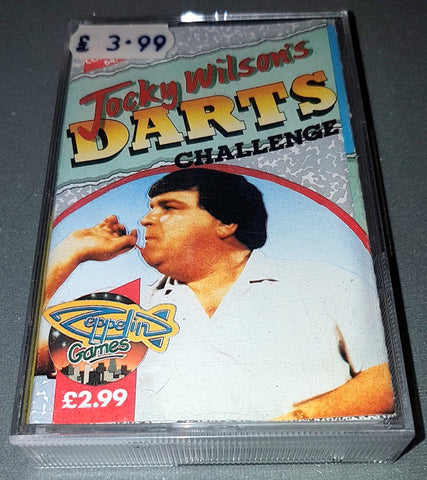 £ 3.99
Jocky Wilson's
DARTS
CHALLENGE
Zeppelin
Games
£2.99